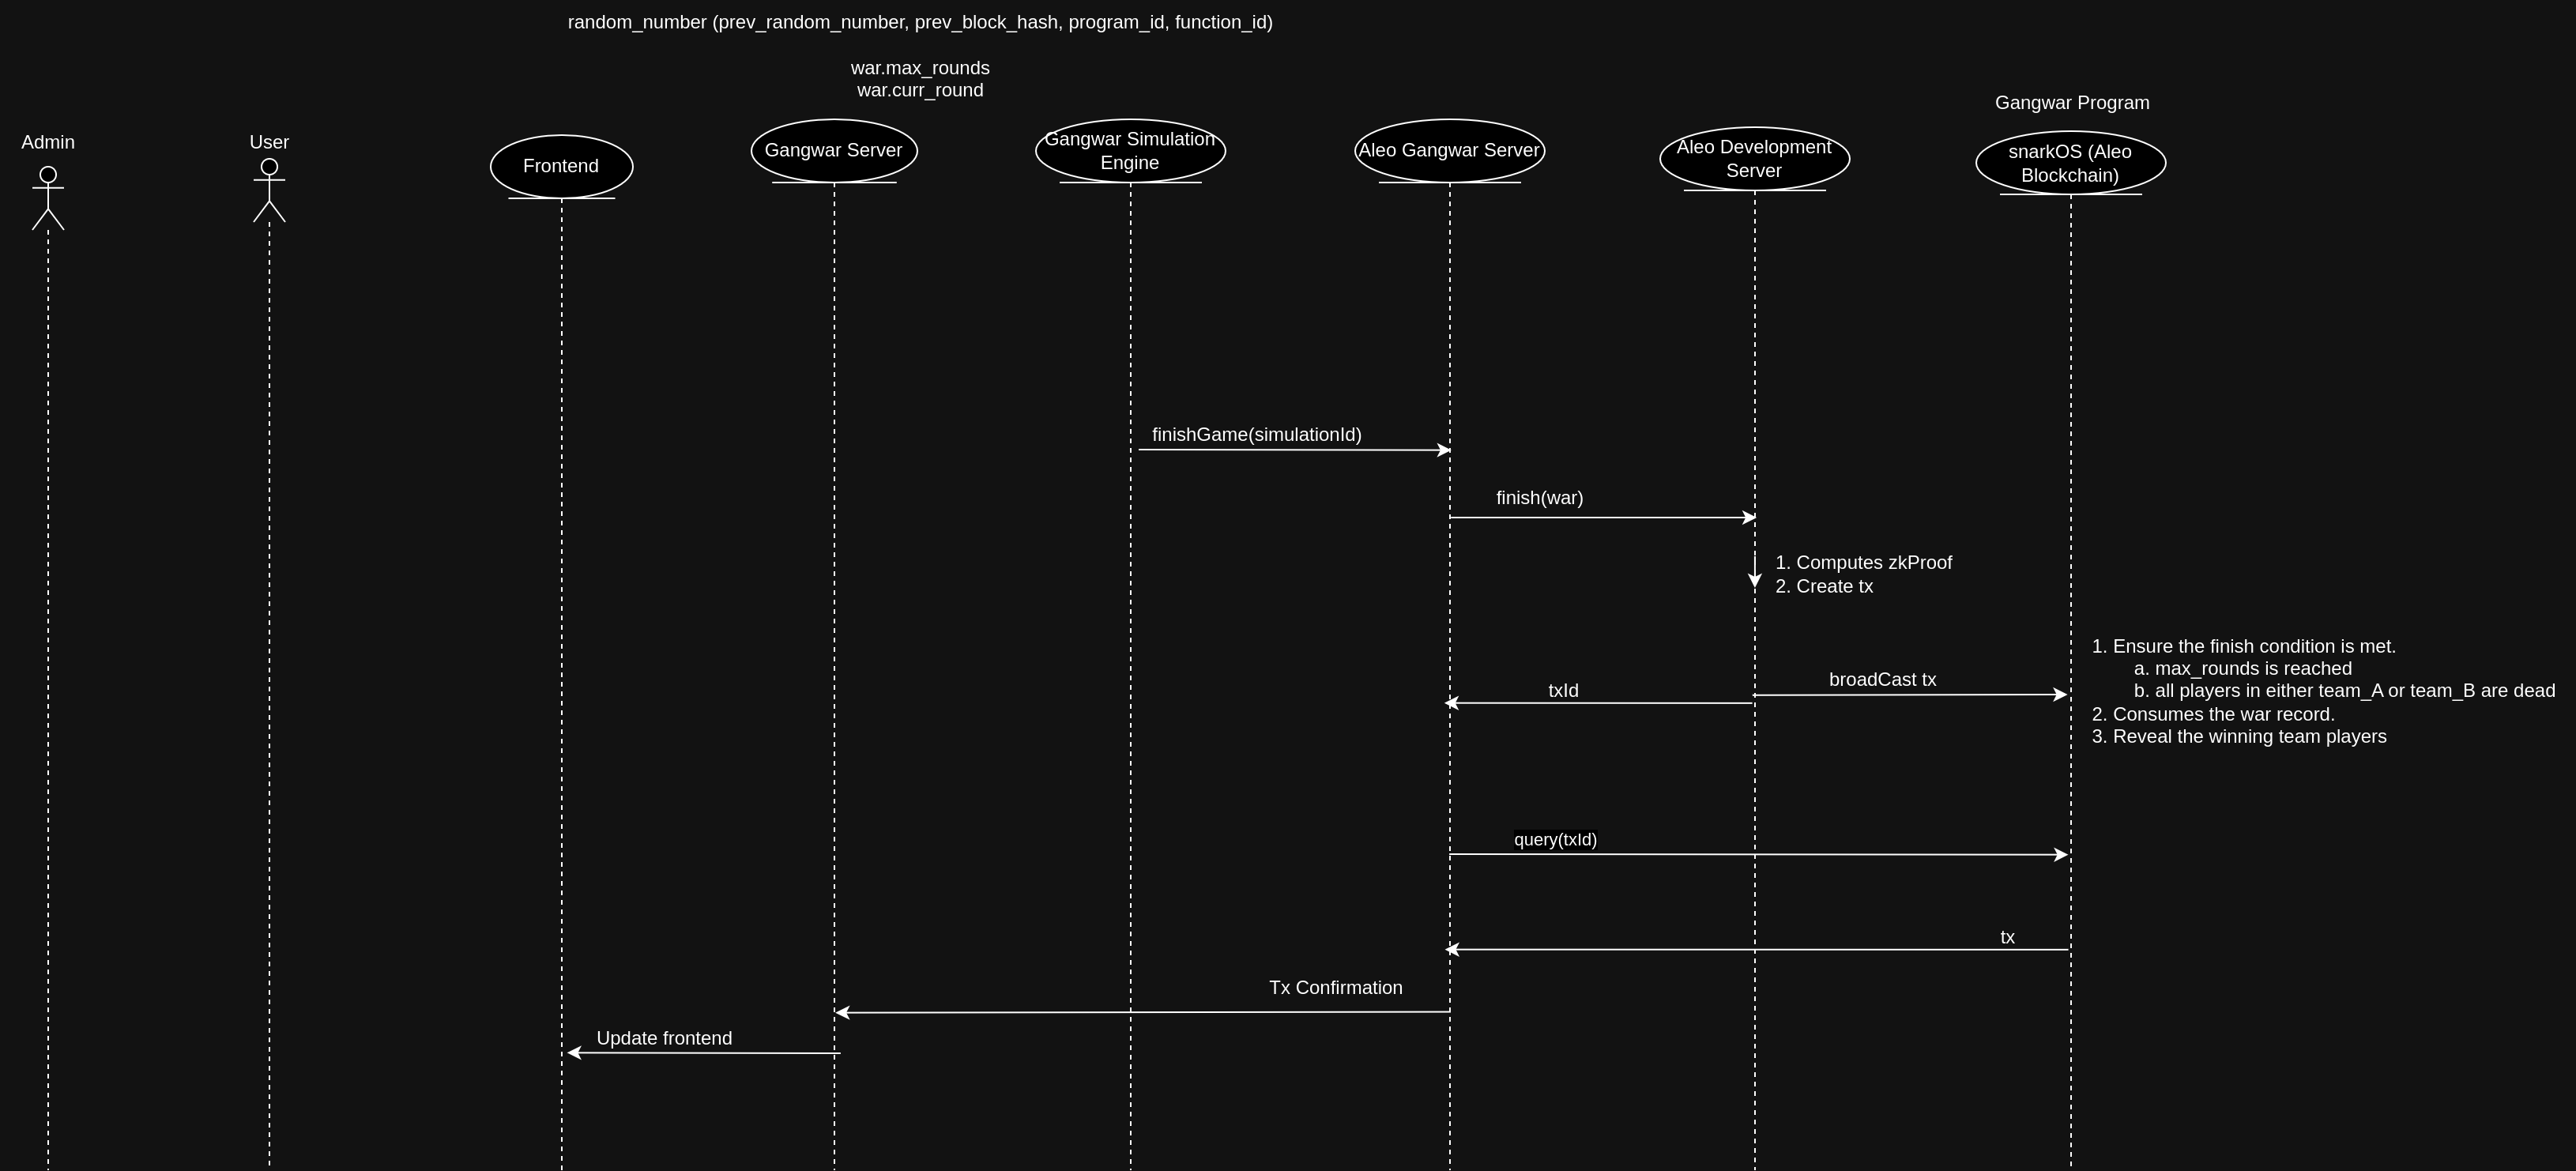 random_number (prev_random_number, prev_block_hash, program_id, function_id)
war.max_rounds
war.curr_round
Gangwar Program
Admin
User
Frontend
Gangwar Server
Gangwar Simulation
Engine
Aleo Gangwar Server
Aleo Development
Server
snarkOS (Aleo
Blockchain)
finishGame(simulationId)
finish(war)
1. Computes zkProof
2. Create tx
1. Ensure the finish condition is met.
a. max_rounds is reached
b. all players in either team_A or team_B are dead
2. Consumes the war record.
3. Reveal the winning team players
broadCast tx
txId
query(txId)
tx
Tx Confirmation
Update frontend